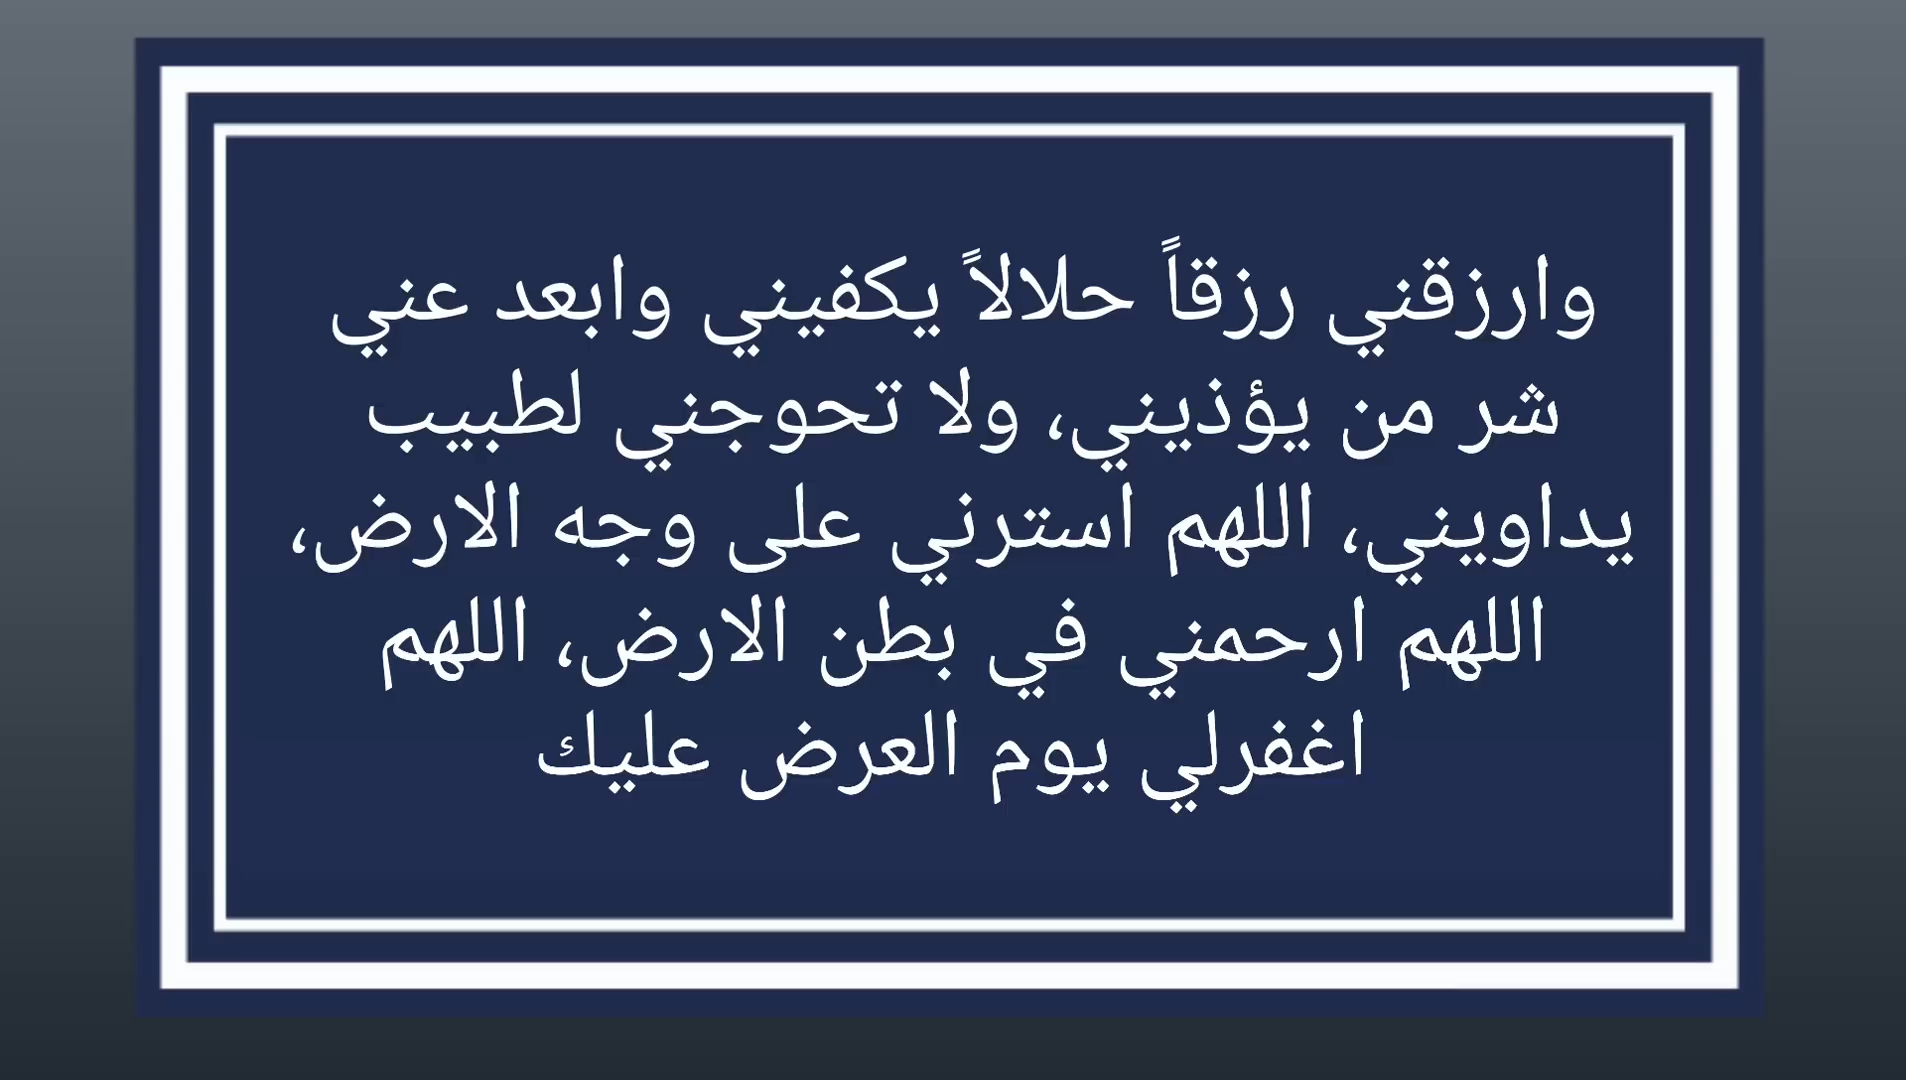 وارزقني رزقاً حلالاً يكفيني وابعد عني
شر من يؤذيني، ولا تحوجني لطبيب
يداويني، اللهم استرني على وجه الارض،
اللهم ارحمني في بطن الارض، اللهم
اغفرلي يوم العرض عليك